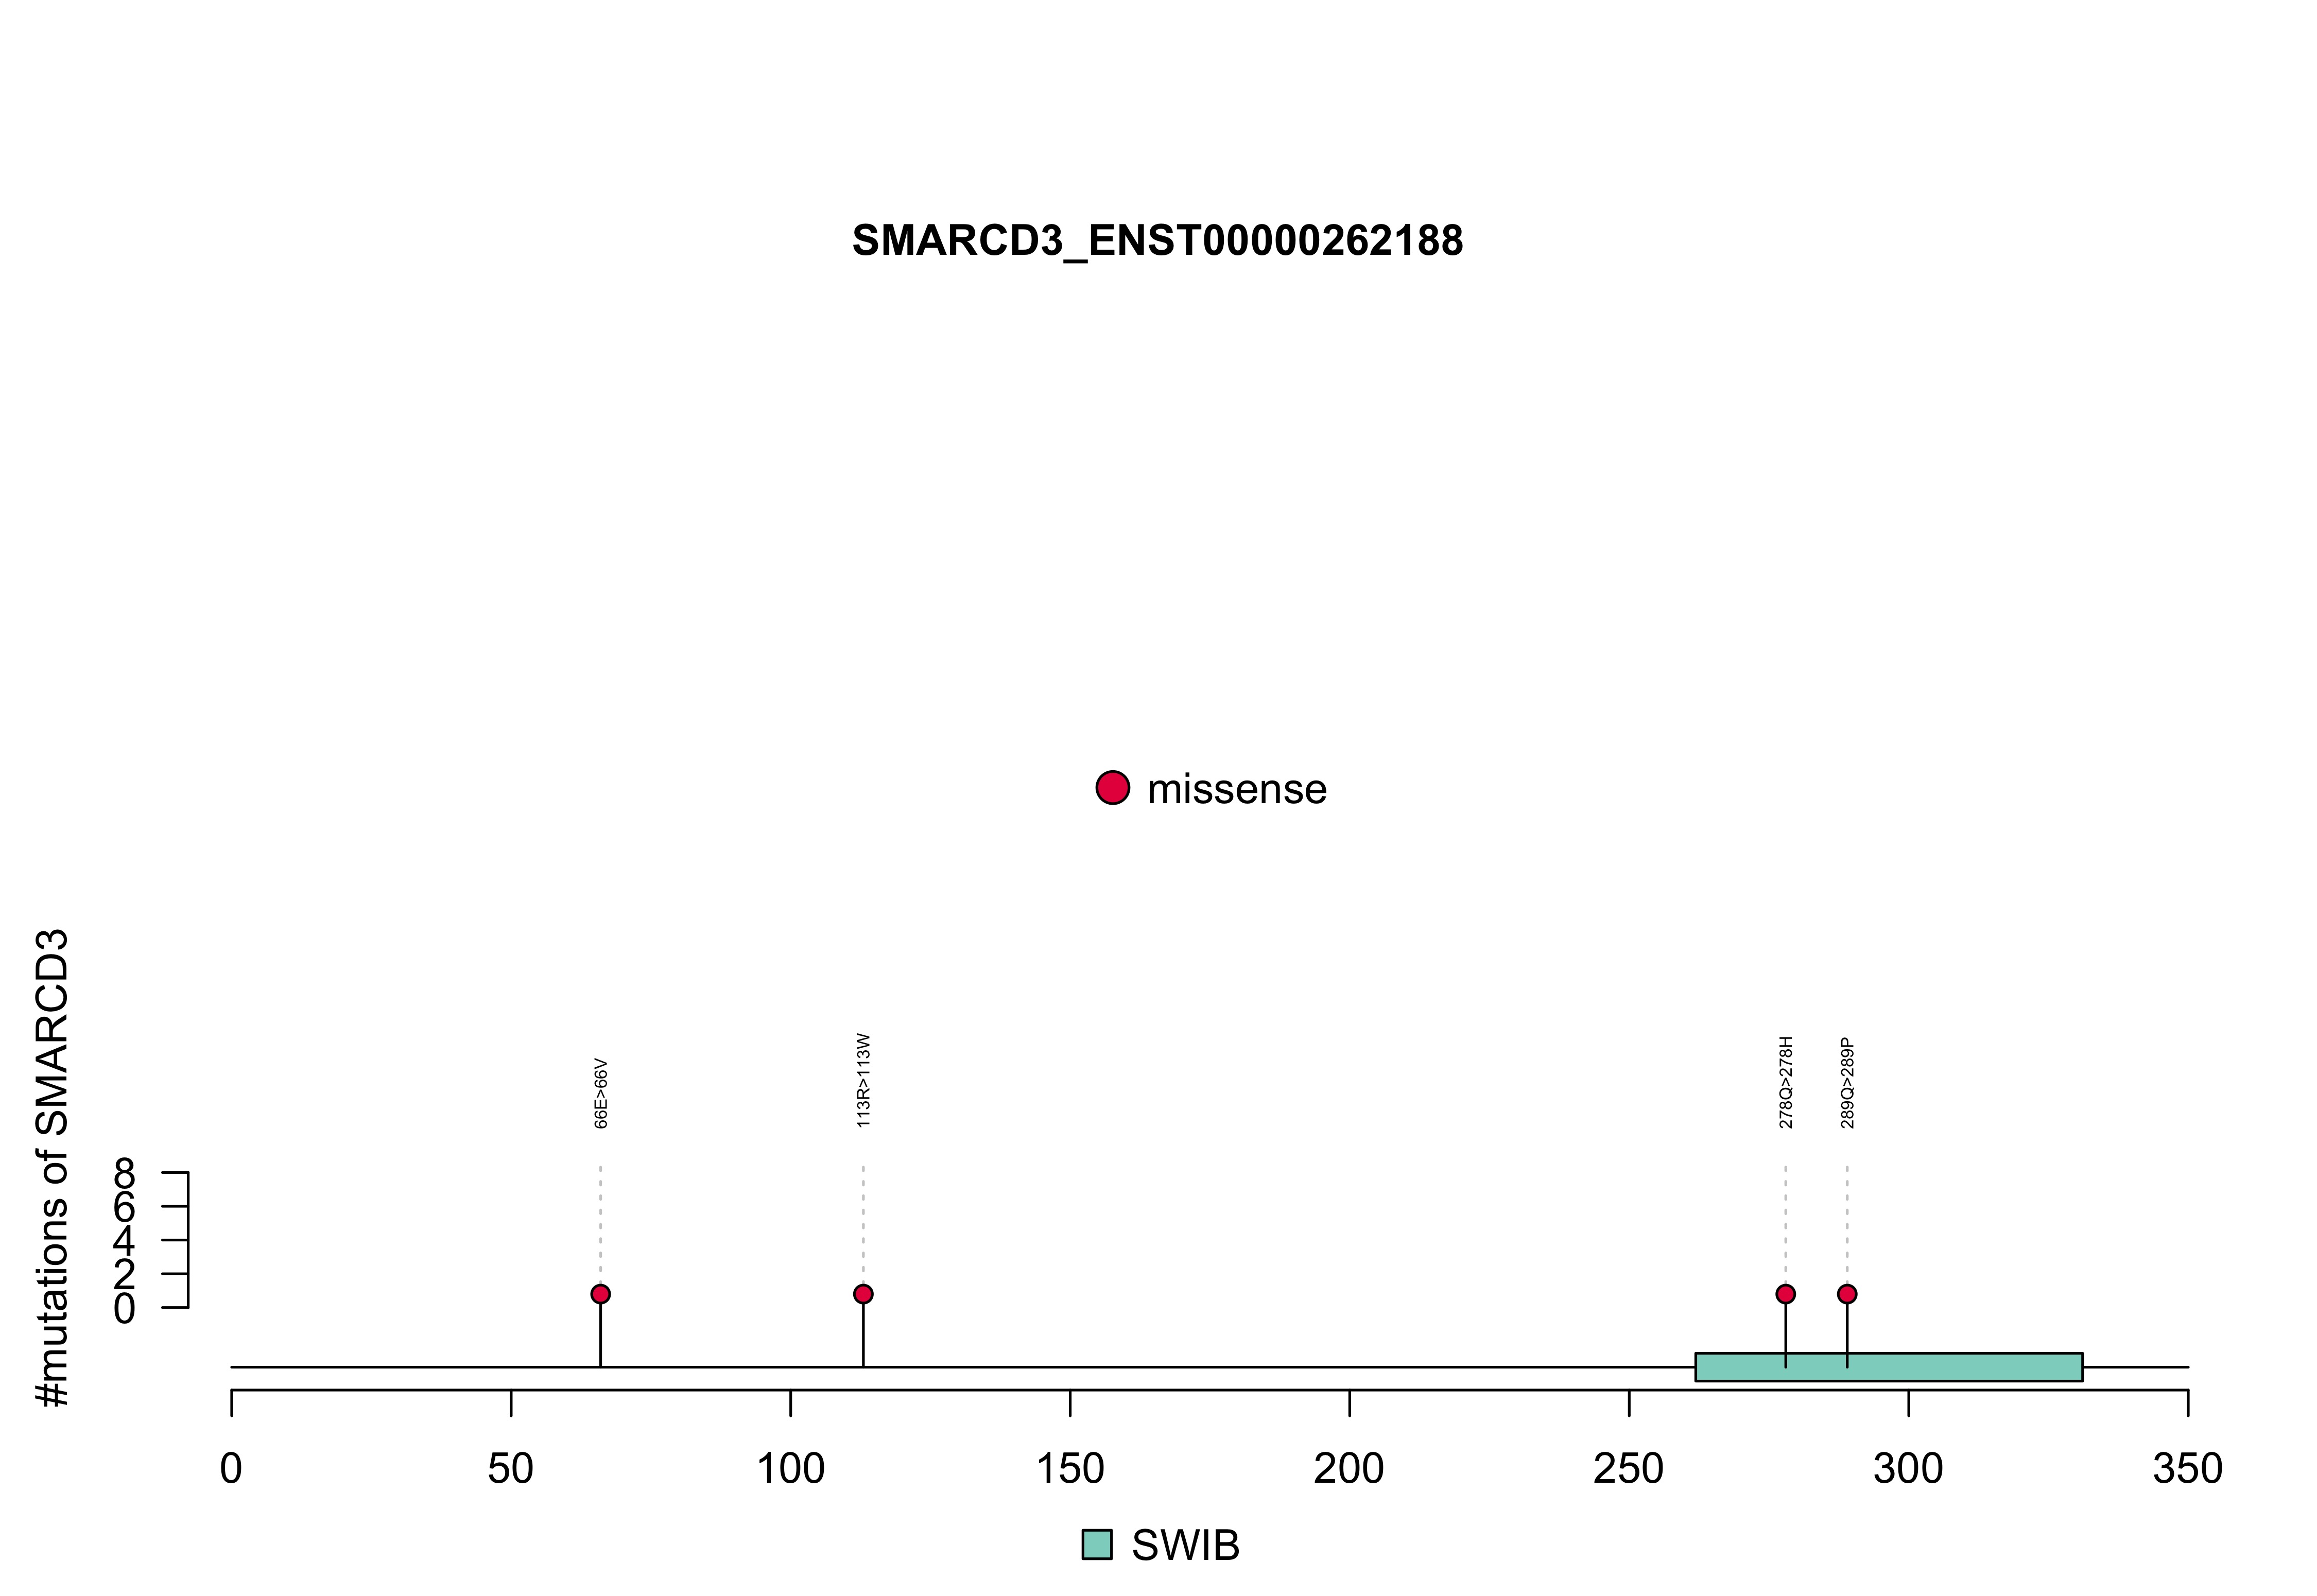 SMARCD3_ENST00000262188
missense
#mutations of SMARCD3
66E>66V
113R>113W
278Q>278H
289Q>289P
8
6
4
2
0
0 50 100 150 200 250 300 350
SWIB